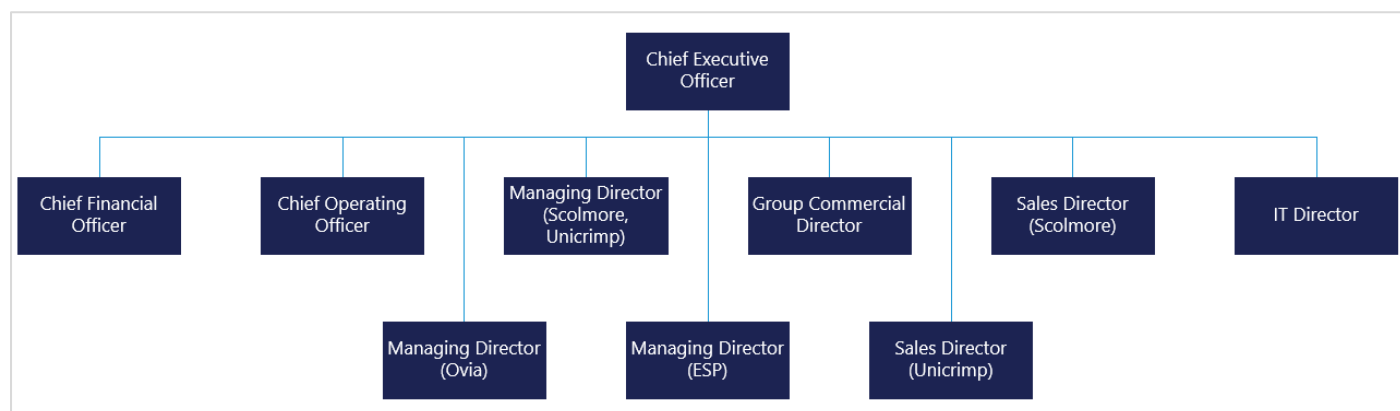 Chief Executive
Officer
Chief Financial
Officer
Chief Operating
Officer
Managing Director
(Scolmore,
Unicrimp)
Group Commercial
Director
Sales Director
(Scolmore)
IT Director
Managing Director
(Ovia)
Managing Director
(ESP)
Sales Director
(Unicrimp)